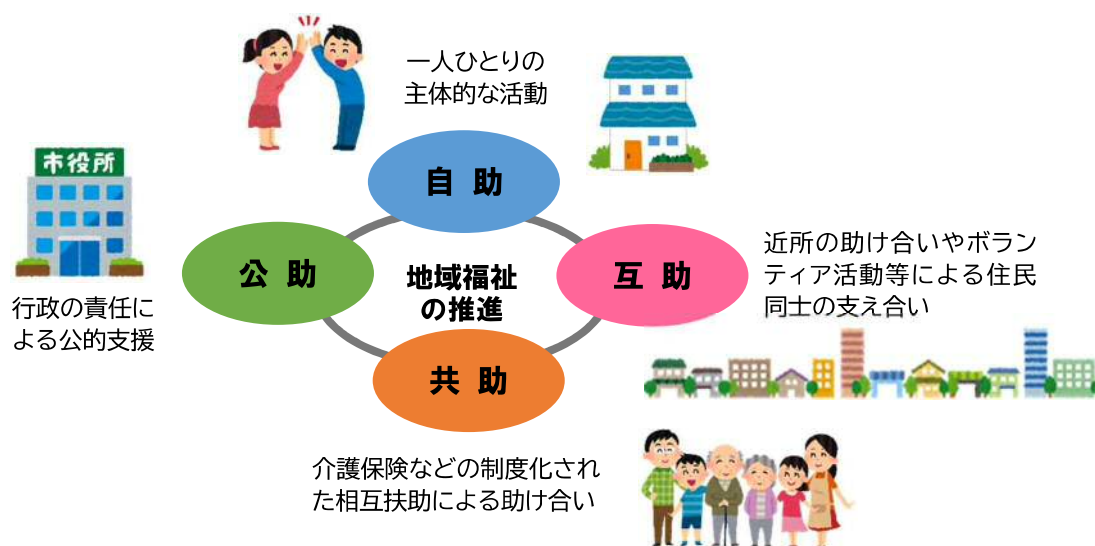 一人ひとりの
主体的な活動
自助
市役所
公助
行政の責任に
よる公的支援
地域福祉
の推進
互助
近所の助け合いやボラン
ティア活動等による住民
同士の支え合い
共助
介護保険などの制度化され
た相互扶助による助け合い